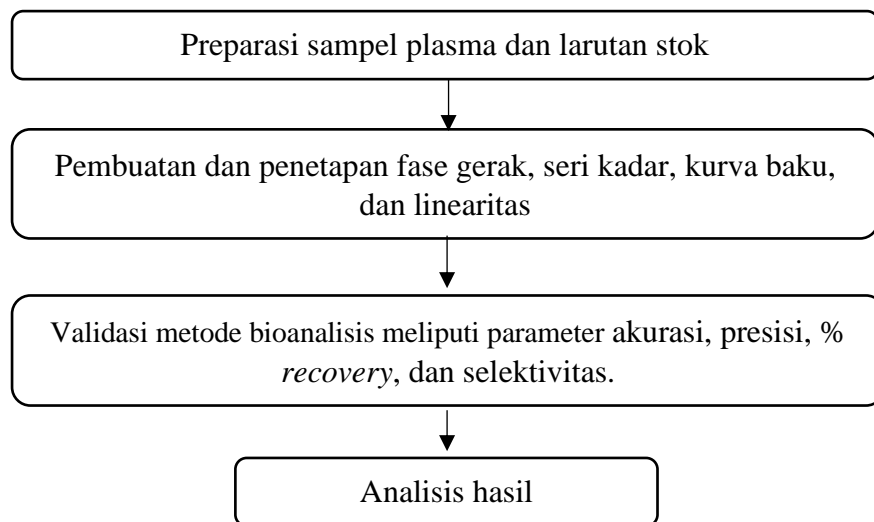 Preparasi sampel plasma dan larutan stok
Pembuatan dan penetapan fase gerak, seri kadar, kurva baku,
dan linearitas
Validasi metode bioanalisis meliputi parameter akurasi, presisi, %
recovery, dan selektivitas.
Analisis hasil